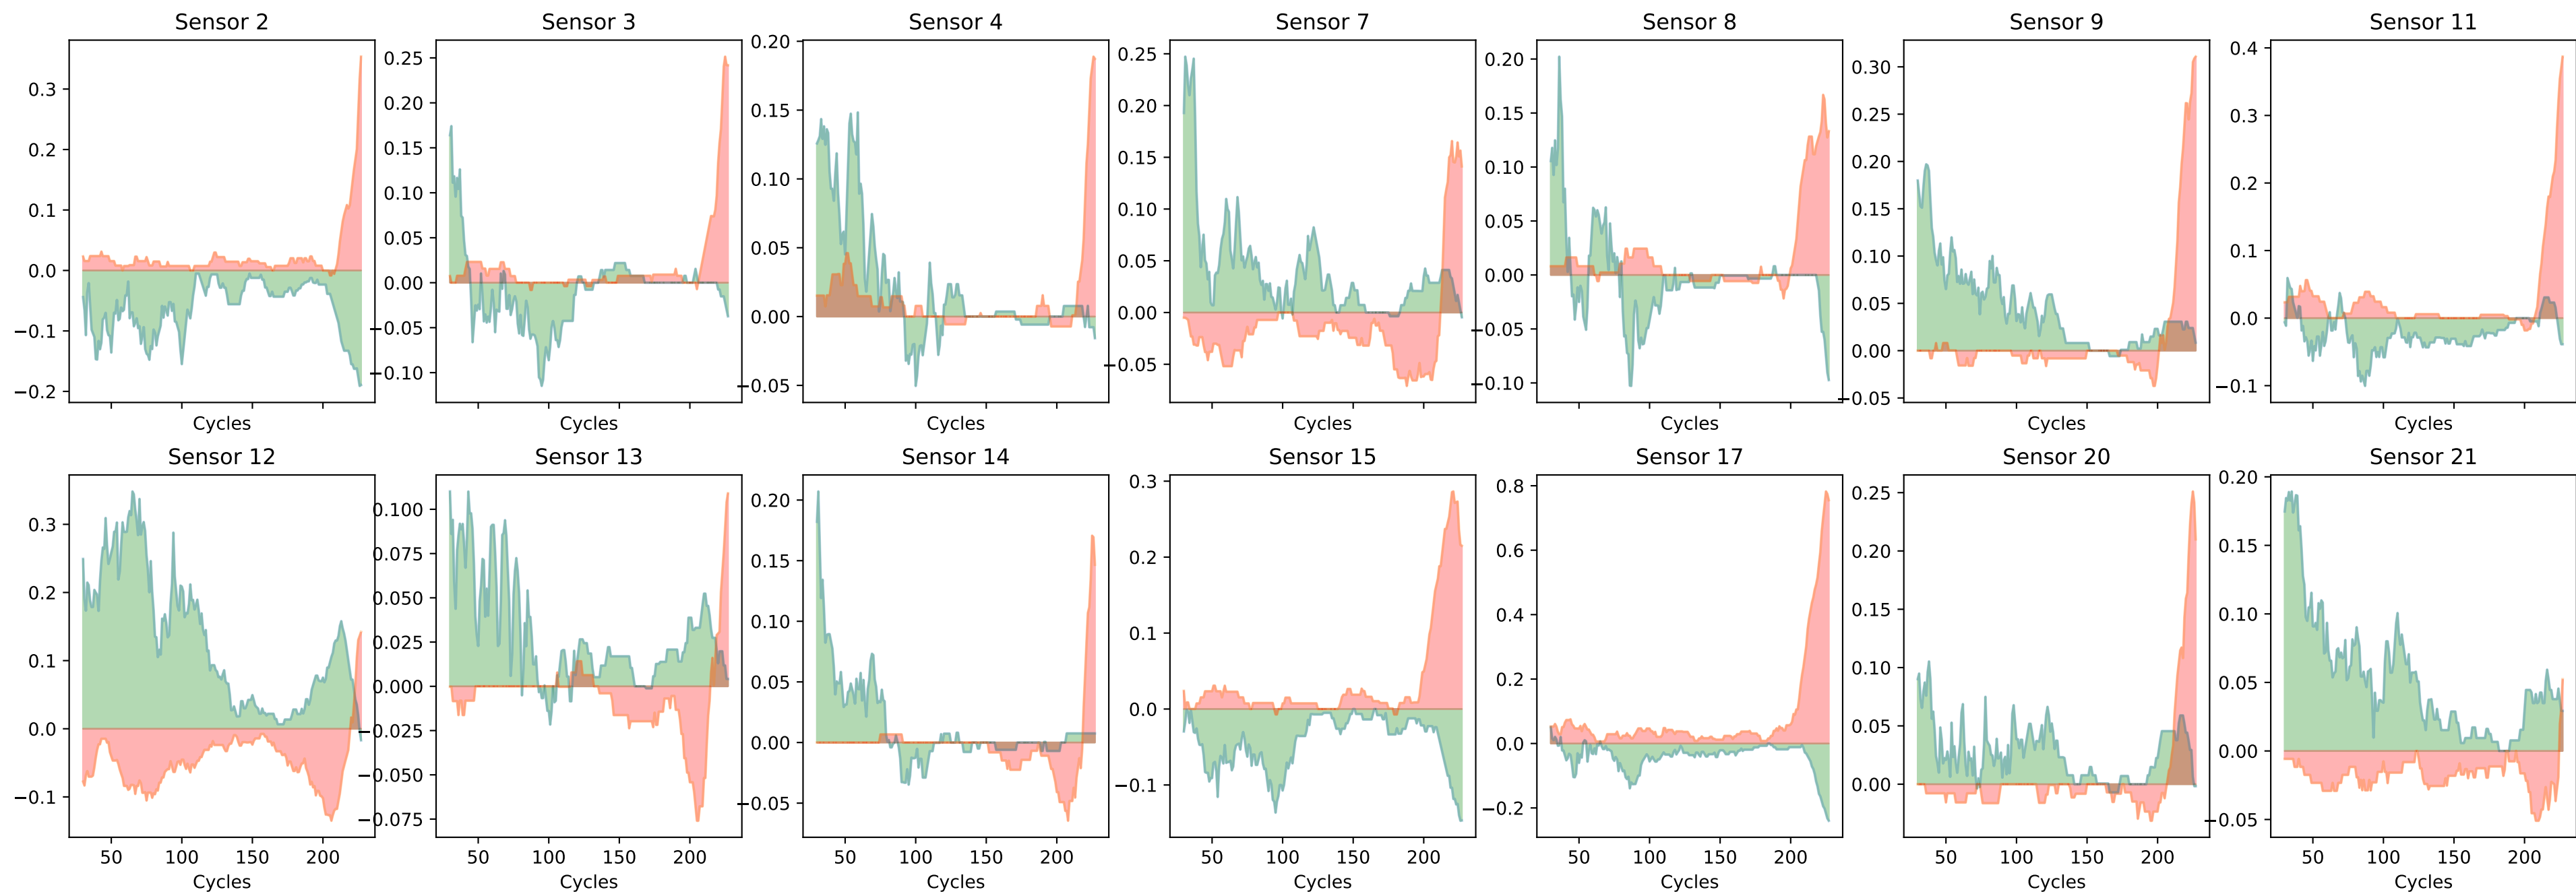 Sensor 2
0.3
0.2
0.1
0.0
−0.1
−0.2
Cycles
Sensor 3
0.25
0.20
0.15
0.10
0.05
0.00
−0.05
−0.10
Cycles
Sensor 4
0.20
0.15
0.10
0.05
0.00
−0.05
Cycles
Sensor 7
0.25
0.20
0.15
0.10
0.05
0.00
−0.05
Cycles
Sensor 8
0.20
0.15
0.10
0.05
0.00
−0.05
−0.10
Cycles
Sensor 9
0.30
0.25
0.20
0.15
0.10
0.05
0.00
−0.05
Cycles
Sensor 11
0.4
0.3
0.2
0.1
0.0
−0.1
Cycles
Sensor 12
0.3
0.2
0.1
0.0
−0.1
50 100 150 200
Cycles
Sensor 13
0.100
0.075
0.050
0.025
0.000
−0.025
−0.050
−0.075
50 100 150 200
Cycles
Sensor 14
0.20
0.15
0.10
0.05
0.00
−0.05
50 100 150 200
Cycles
Sensor 15
0.3
0.2
0.1
0.0
−0.1
50 100 150 200
Cycles
Sensor 17
0.8
0.6
0.4
0.2
0.0
−0.2
50 100 150 200
Cycles
Sensor 20
0.25
0.20
0.15
0.10
0.05
0.00
50 100 150 200
Cycles
Sensor 21
0.20
0.15
0.10
0.05
0.00
−0.05
50 100 150 200
Cycles